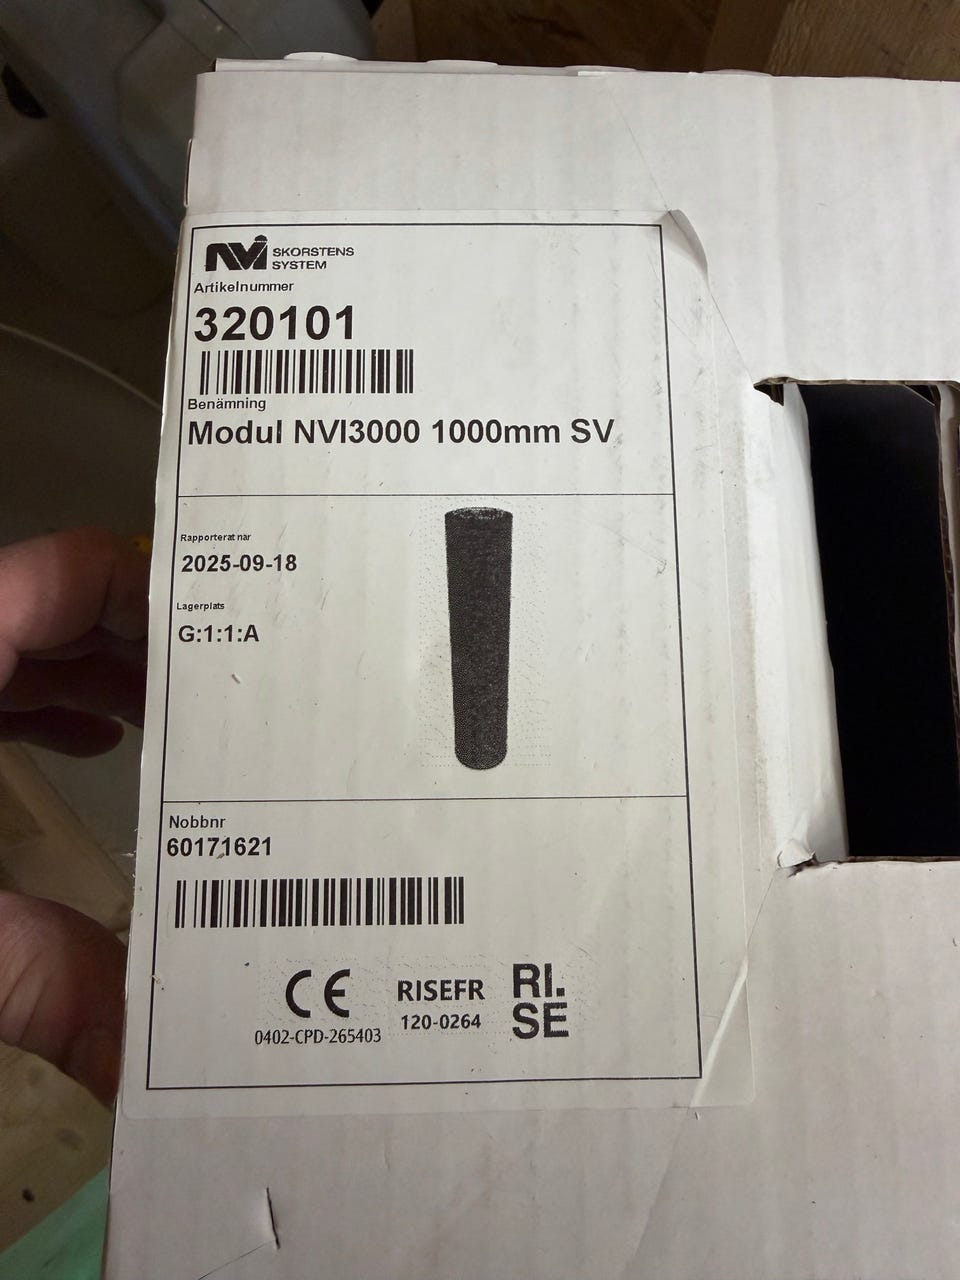 NVI SKORSTENS
SYSTEM
Artikelnummer
320101
Benämning
Modul NVI3000 1000mm SV
Rapporterat när
2025-09-18
Lagerplats
G:1:1:A
Nobbnr
60171621
CE RISEFR RI.
SE
0402-CPD-265403 120-0264